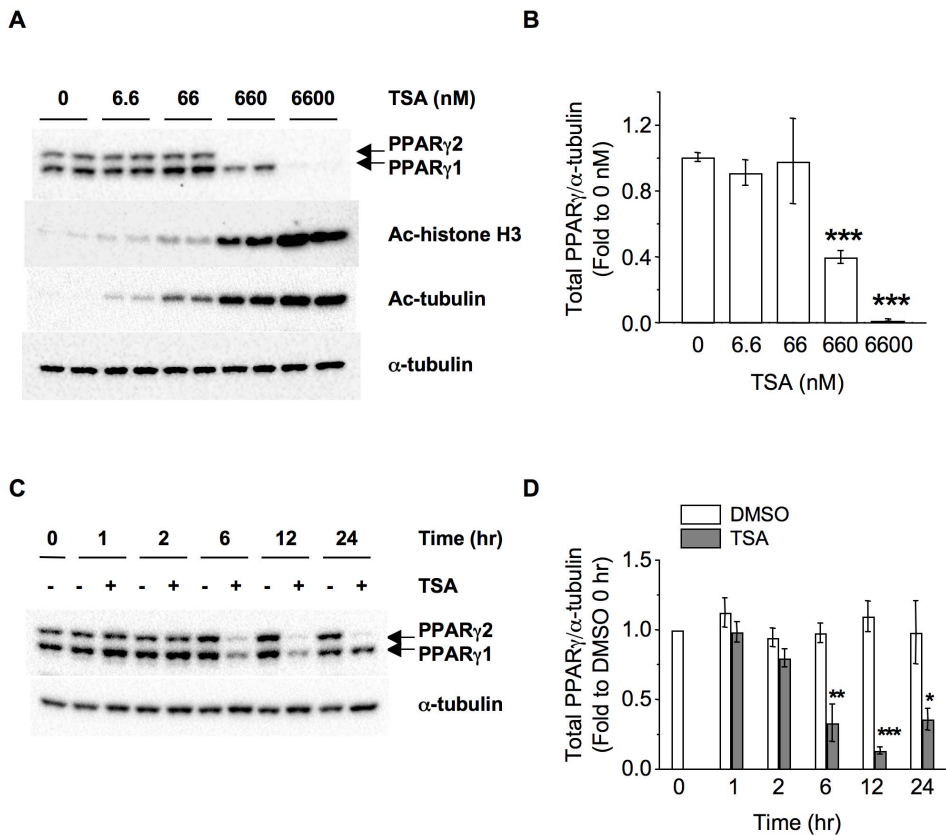 A
0 6.6 66 660 6600 TSA (nM)
PPARγ2
PPARγ1
Ac-histone H3
Ac-tubulin
α-tubulin
B
Total PPARγ/α-tubulin
(Fold to 0 nM)
1.2
0.8
0.4
0.0
***
***
0 6.6 66 660 6600
TSA (nM)
C
0 1 2 6 12 24 Time (hr)
- - + - + - + - + - + TSA
PPARγ2
PPARγ1
α-tubulin
D
DMSO
TSA
Total PPARγ/α-tubulin
(Fold to DMSO 0 hr)
1.5
1.0
0.5
0.0
**
***
*
0 1 2 6 12 24
Time (hr)